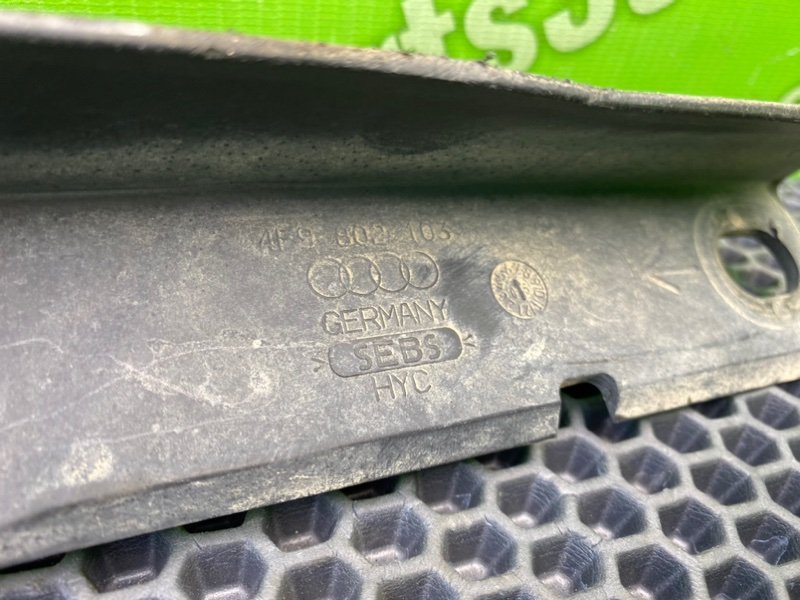 4F9 802 103
GERMANY
>SEBS<
HYC